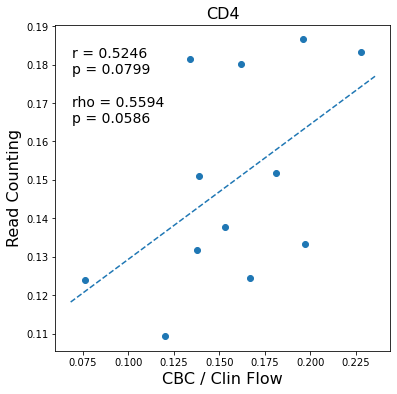 CD4
r = 0.5246
p = 0.0799
rho = 0.5594
p = 0.0586
Read Counting
0.19
0.18
0.17
0.16
0.15
0.14
0.13
0.12
0.11
0.075 0.100 0.125 0.150 0.175 0.200 0.225
CBC / Clin Flow